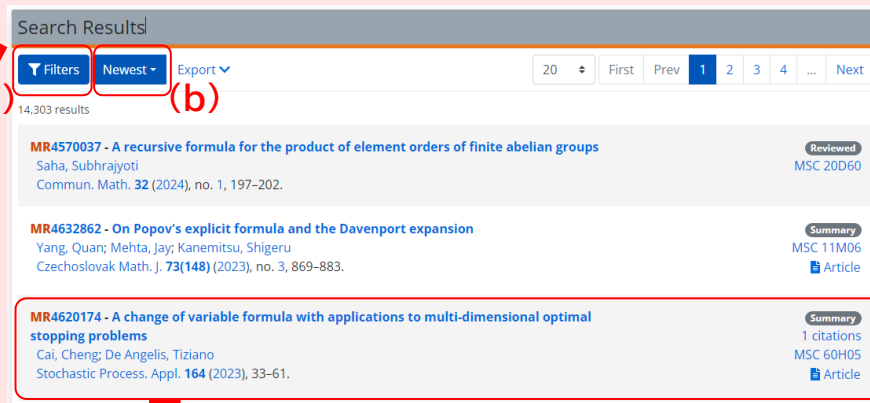 Search Results
Filters Newest Export 20 First Prev 1 2 3 4 ... Next
) (b)
14,303 results
MR4570037 - A recursive formula for the product of element orders of finite abelian groups Reviewed
Saha, Subhrajyoti MSC 20D60
Commun. Math. 32 (2024), no. 1, 197–202.
MR4632862 - On Popov's explicit formula and the Davenport expansion Summary
Yang, Quan; Mehta, Jay; Kanemitsu, Shigeru MSC 11M06
Czechoslovak Math. J. 73(148) (2023), no. 3, 869–883. Article
MR4620174 - A change of variable formula with applications to multi-dimensional optimal Summary
stopping problems 1 citations
Cai, Cheng; De Angelis, Tiziano MSC 60H05
Stochastic Process. Appl. 164 (2023), 33–61. Article